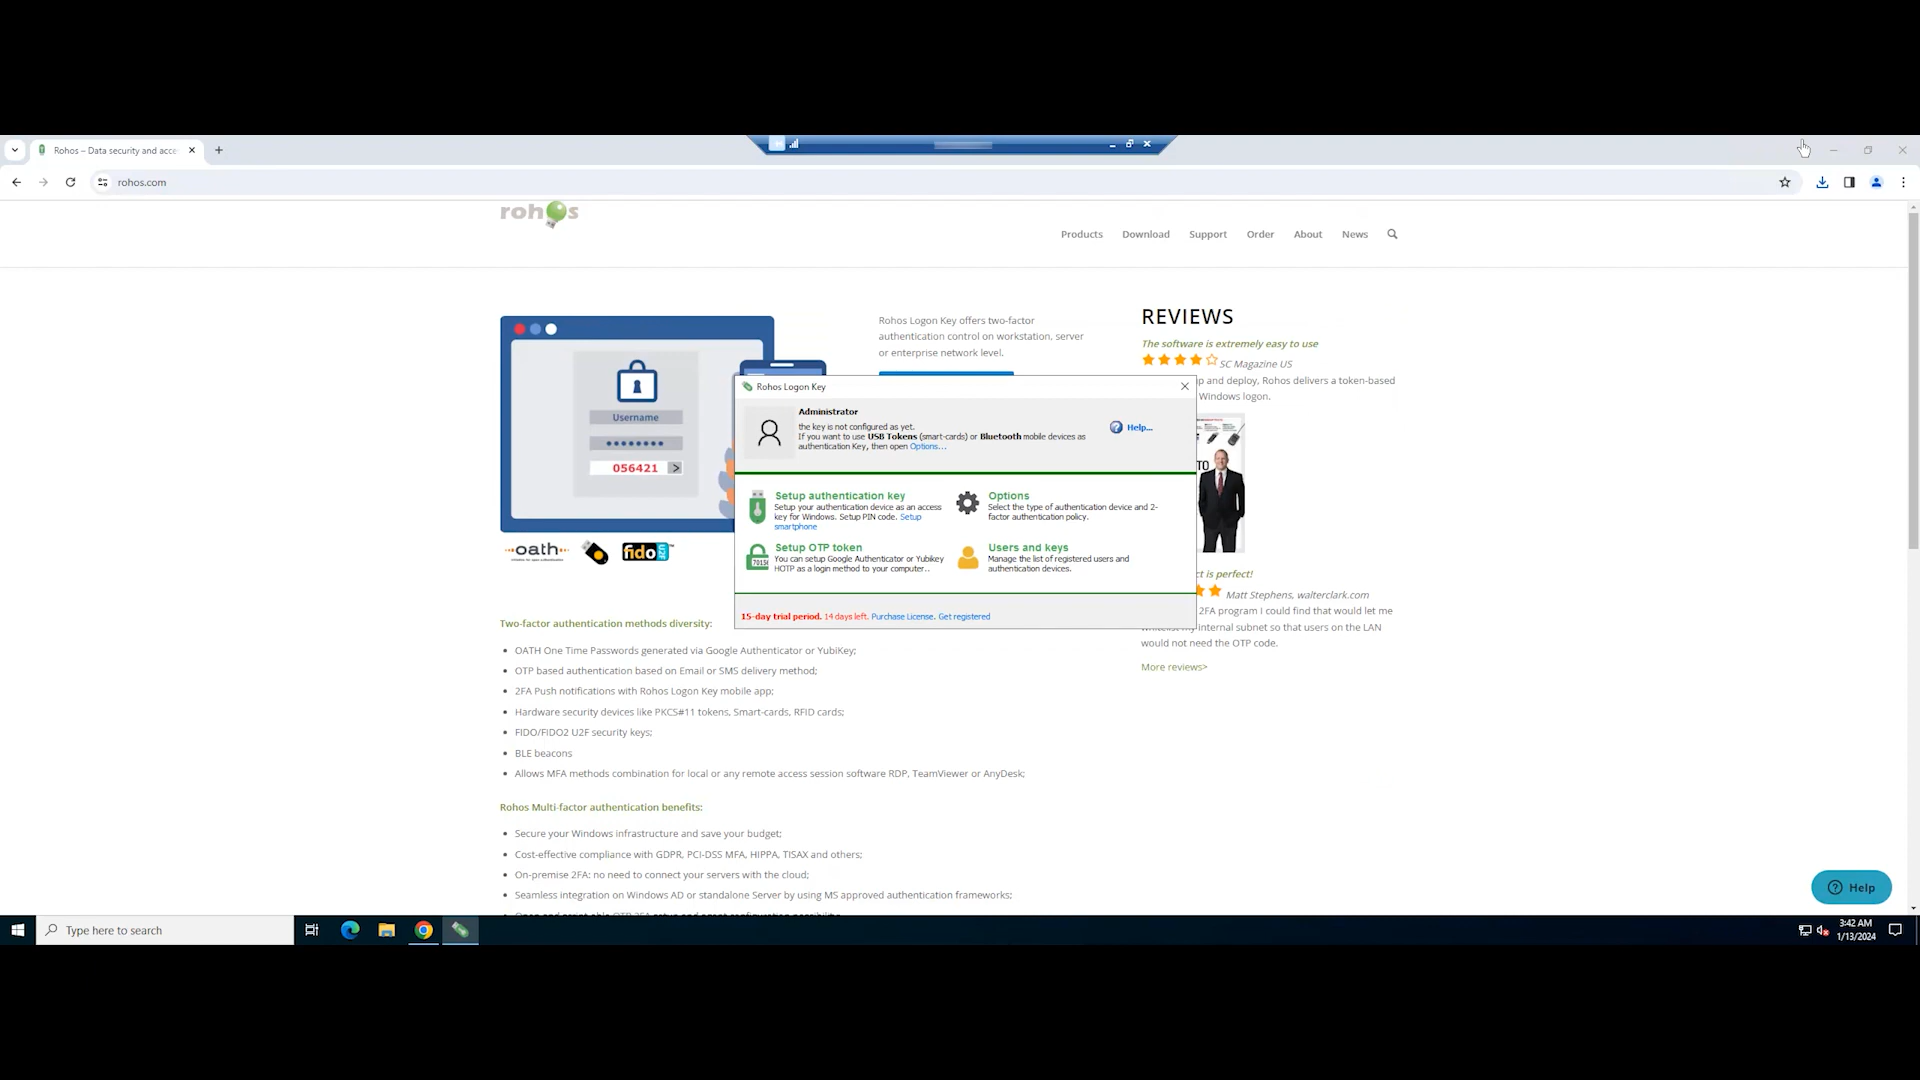 Rohos – Data security and acce
rohos.com
rohos
Products
Download
Support
Order
About
News
Username
056421
oath
fido
U2F
Rohos Logon Key offers two-factor
authentication control on workstation, server
or enterprise network level.
REVIEWS
The software is extremely easy to use
SC Magazine US
p and deploy, Rohos delivers a token-based
Windows logon.
TO
ct is perfect!
Matt Stephens, walterclark.com
2FA program I could find that would let me
my internal subnet so that users on the LAN
would not need the OTP code.
More reviews>
Rohos Logon Key
Administrator
the key is not configured as yet.
If you want to use USB Tokens (smart-cards) or Bluetooth mobile devices as
authentication Key, then open Options...
Help...
Setup authentication key
Setup your authentication device as an access
key for Windows. Setup PIN code. Setup
smartphone
Options
Select the type of authentication device and 2-
factor authentication policy.
Setup OTP token
You can setup Google Authenticator or Yubikey
HOTP as a login method to your computer..
Users and keys
Manage the list of registered users and
authentication devices.
15-day trial period. 14 days left. Purchase License. Get registered
Two-factor authentication methods diversity:
OATH One Time Passwords generated via Google Authenticator or YubiKey;
OTP based authentication based on Email or SMS delivery method;
2FA Push notifications with Rohos Logon Key mobile app;
Hardware security devices like PKCS#11 tokens, Smart-cards, RFID cards;
FIDO/FIDO2 U2F security keys;
BLE beacons
Allows MFA methods combination for local or any remote access session software RDP, TeamViewer or AnyDesk;
Rohos Multi-factor authentication benefits:
Secure your Windows infrastructure and save your budget;
Cost-effective compliance with GDPR, PCI-DSS MFA, HIPPA, TISAX and others;
On-premise 2FA: no need to connect your servers with the cloud;
Seamless integration on Windows AD or standalone Server by using MS approved authentication frameworks;
Help
Type here to search
3:42 AM
1/13/2024